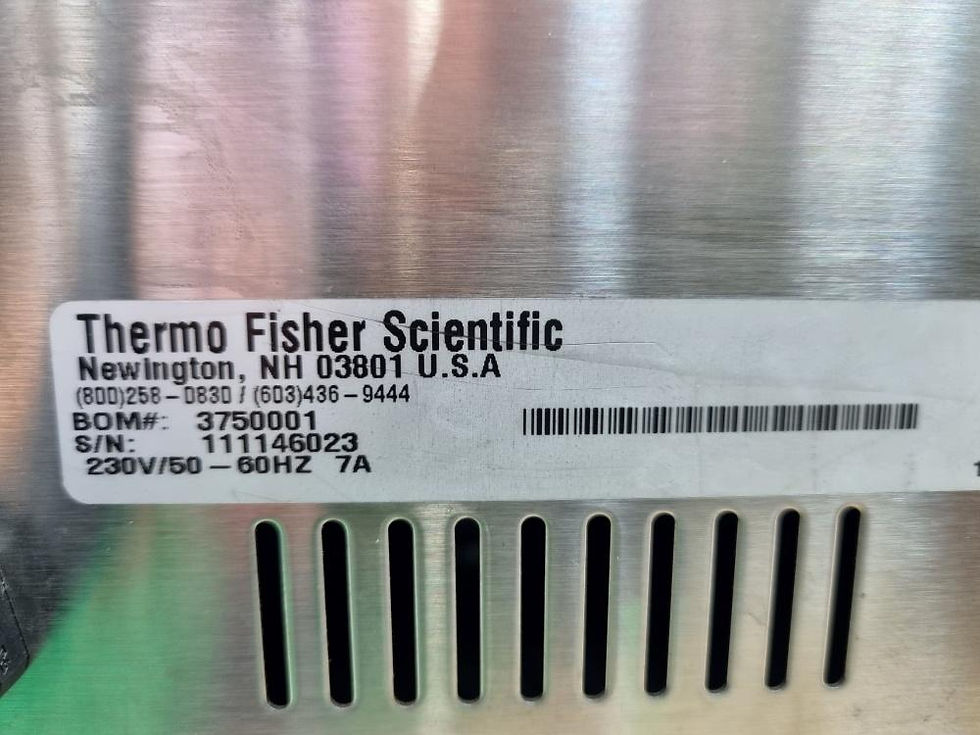 Thermo Fisher Scientific
Newington, NH 03801 U.S.A
(800)258-0830 / (603)436-9444
BOM#: 3750001
S/N: 111146023
230V/50-60HZ 7A